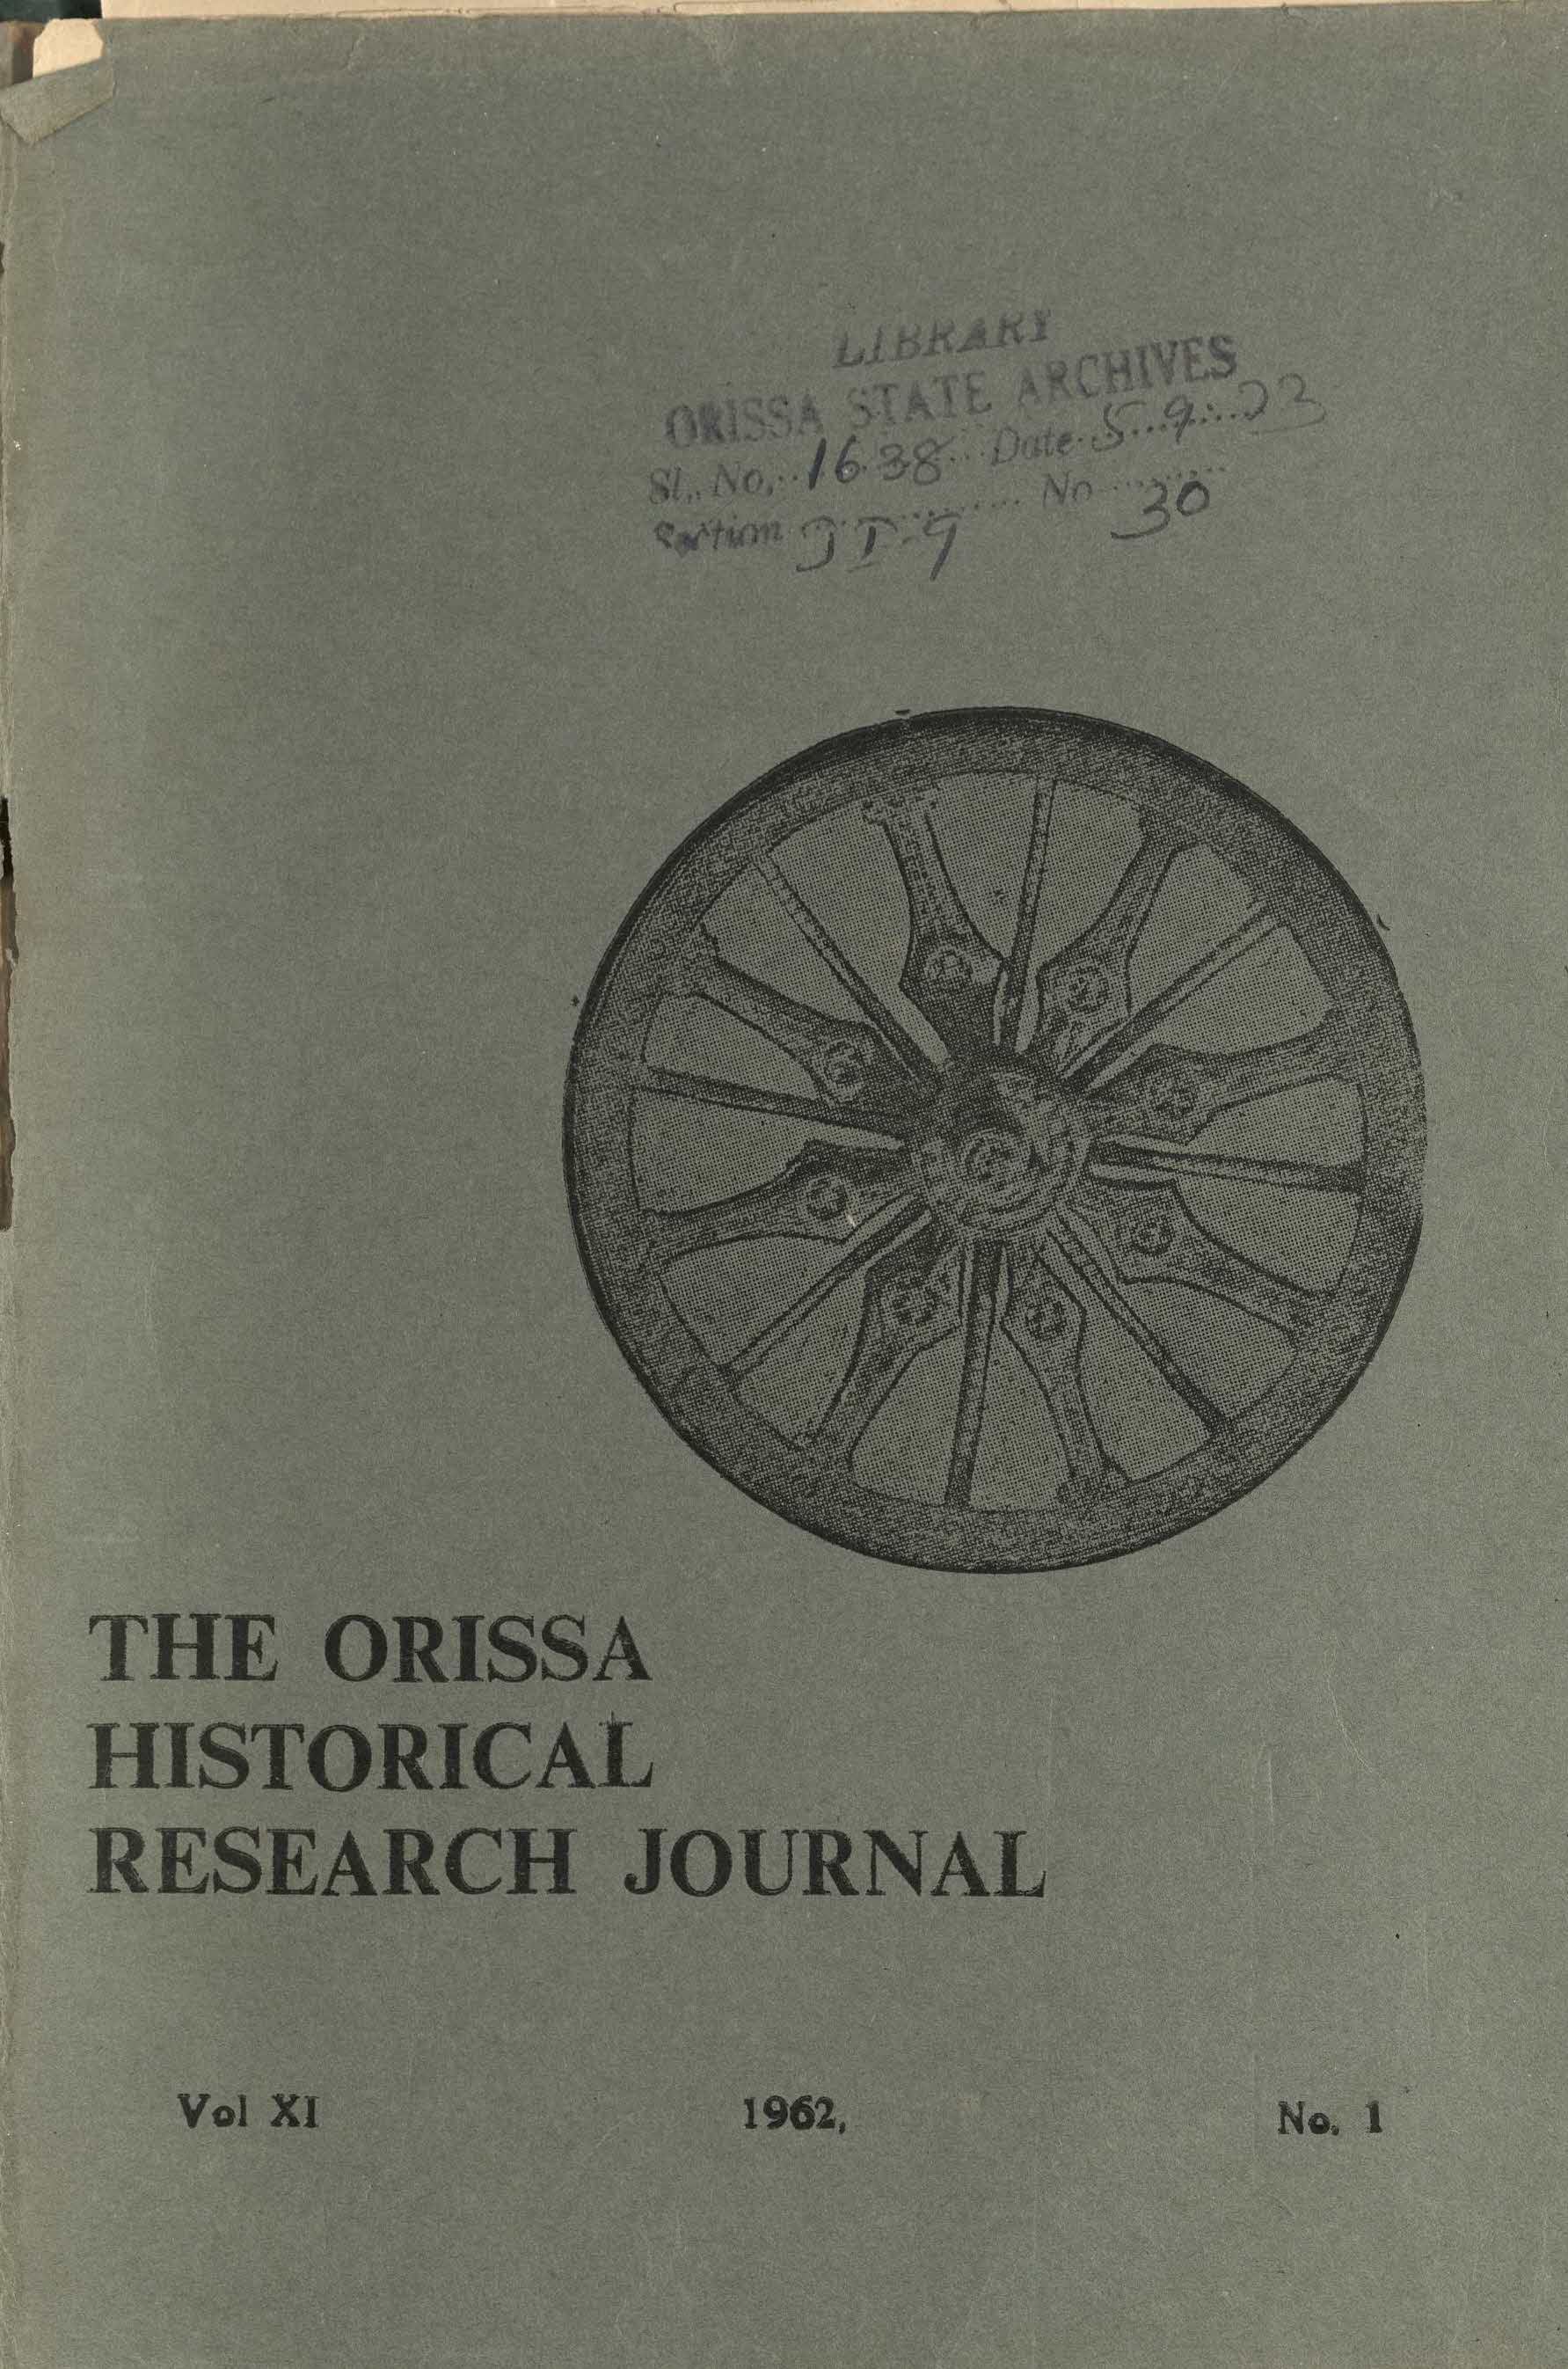 LIBRARY
ORISSA STATE ARCHIVES
Sl. No. 1638 Date 5.9.
Section No 30
THE ORISSA
HISTORICAL
RESEARCH JOURNAL
Vol XI 1962, No. 1